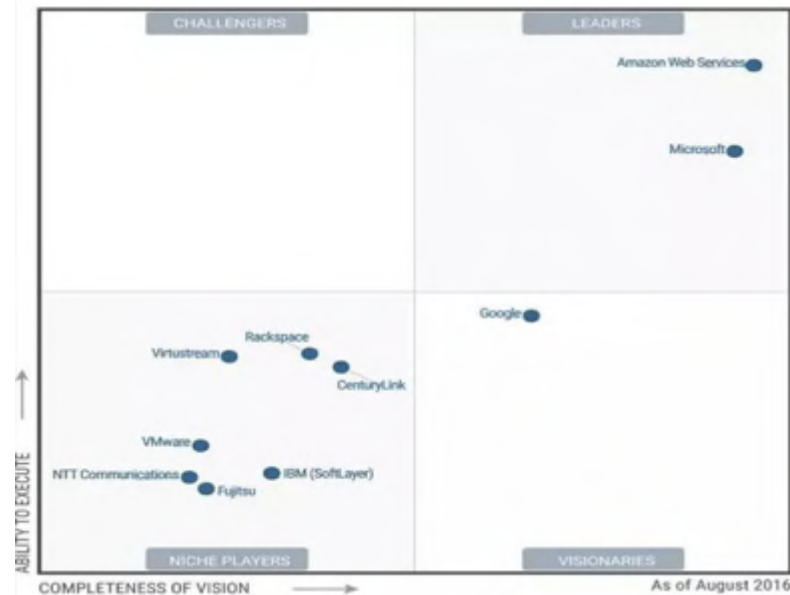 CHALLENGERS
LEADERS
Amazon Web Services
Microsoft
Google
Rackspace
Virtustream
CenturyLink
VMware
NTT Communications
IBM (SoftLayer)
Fujitsu
ABILITY TO EXECUTE
NICHE PLAYERS
VISIONARIES
COMPLETENESS OF VISION
As of August 2016